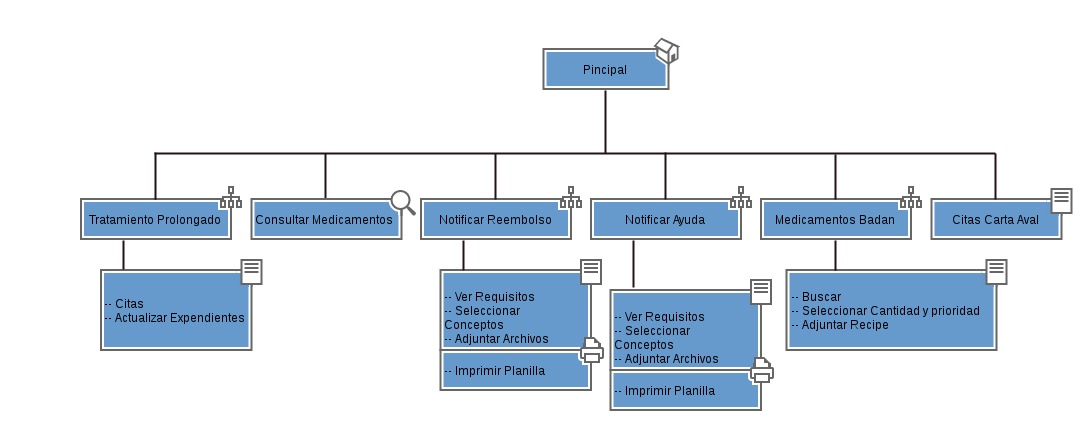 Pincipal
Tratamiento Prolongado
Consultar Medicamentos
Notificar Reembolso
Notificar Ayuda
Medicamentos Badan
Citas Carta Aval
-- Citas
-- Actualizar Expendientes
-- Ver Requisitos
-- Seleccionar
Conceptos
-- Adjuntar Archivos
-- Imprimir Planilla
-- Ver Requisitos
-- Seleccionar
Conceptos
-- Adjuntar Archivos
-- Imprimir Planilla
-- Buscar
-- Seleccionar Cantidad y prioridad
-- Adjuntar Recipe